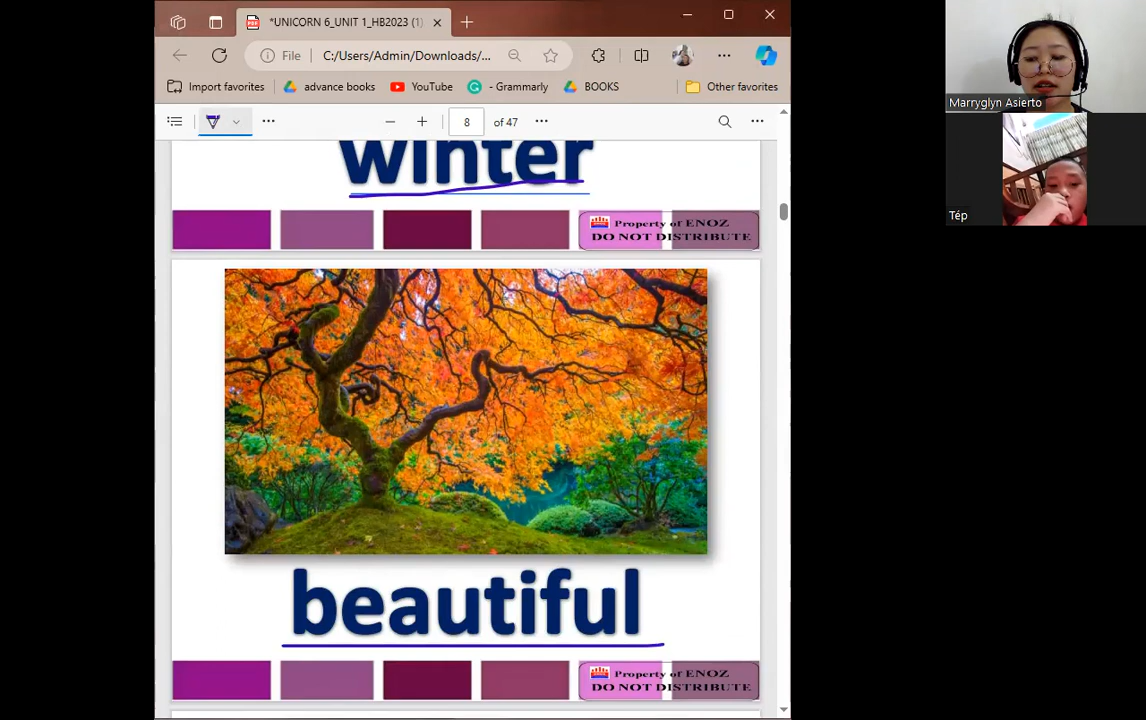 *UNICORN 6_UNIT 1_HB2023 (1)
File
C:/Users/Admin/Downloads/...
Import favorites
advance books
YouTube
- Grammarly
BOOKS
Other favorites
8 of 47
winter
Property of ENOZ
DO NOT DISTRIBUTE
beautiful
Property of ENOZ
DO NOT DISTRIBUTE
Marryglyn Asierto
Tép